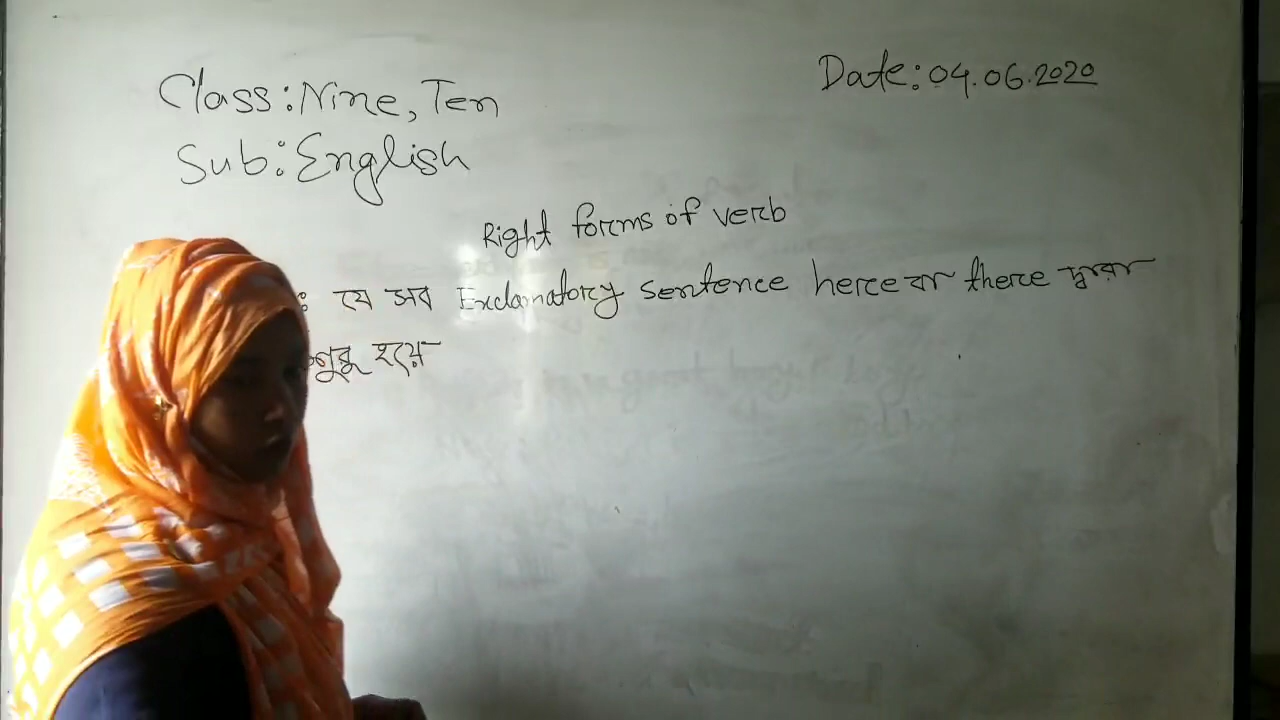 Class: Nine, Ten
Date: 04.06.2020
Sub: English
Right forms of verb
: যে সব Exclamatory sentence here বা there দ্বারা
শুরু হয়